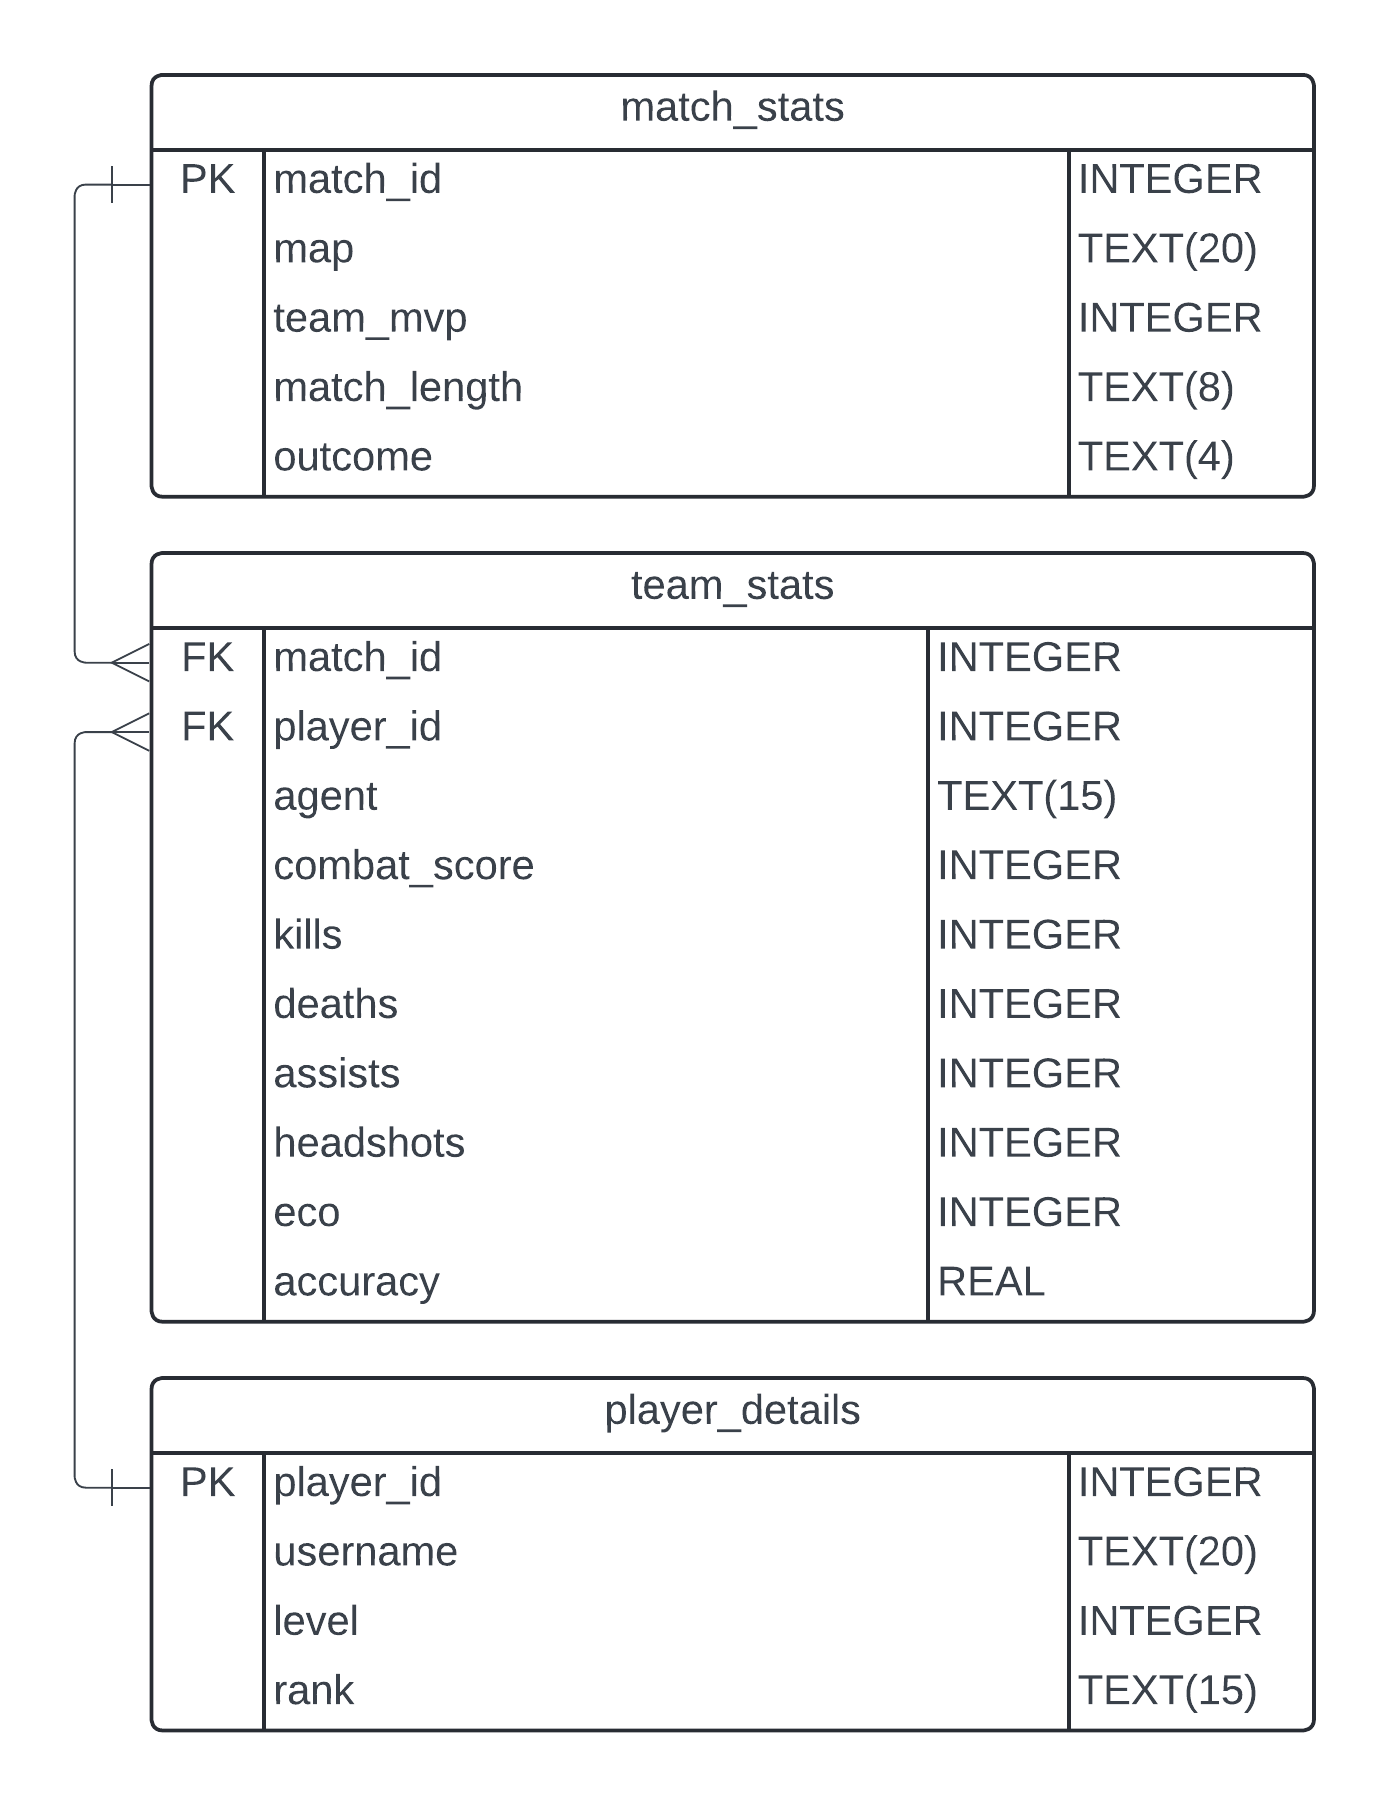 match_stats
PK match_id INTEGER
map TEXT(20)
team_mvp INTEGER
match_length TEXT(8)
outcome TEXT(4)
team_stats
FK match_id INTEGER
FK player_id INTEGER
agent TEXT(15)
combat_score INTEGER
kills INTEGER
deaths INTEGER
assists INTEGER
headshots INTEGER
eco INTEGER
accuracy REAL
player_details
PK player_id INTEGER
username TEXT(20)
level INTEGER
rank TEXT(15)